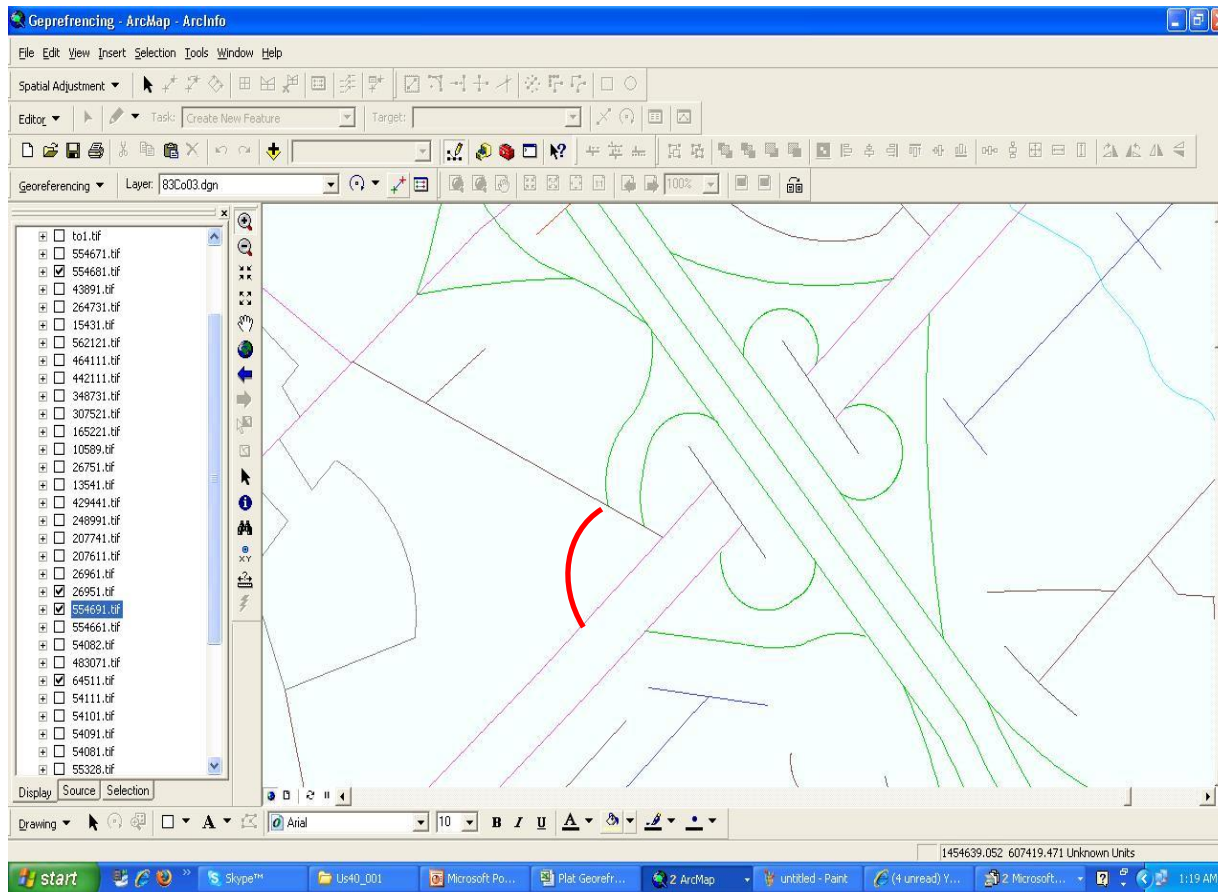 Geprefrencing - ArcMap - ArcInfo
File Edit View Insert Selection Tools Window Help
Spatial Adjustment
Editor Task: Create New Feature Target:
Georeferencing Layer: 83Co03.dgn 100%
to1.tif
554671.tif
554681.tif
43891.tif
264731.tif
15431.tif
562121.tif
464111.tif
442111.tif
348731.tif
307521.tif
165221.tif
10589.tif
26751.tif
13541.tif
429441.tif
248991.tif
207741.tif
207611.tif
26961.tif
26951.tif
554691.tif
554661.tif
54082.tif
483071.tif
64511.tif
54111.tif
54101.tif
54091.tif
54081.tif
55328.tif
XY
Display Source Selection
Drawing A Arial 10 B I U A
1454639.052 607419.471 Unknown Units
start Skype™ Us40_001 Microsoft Po... Plat Georefr... 2 ArcMap untitled - Paint (4 unread) Y... 2 Microsoft... 1:19 AM